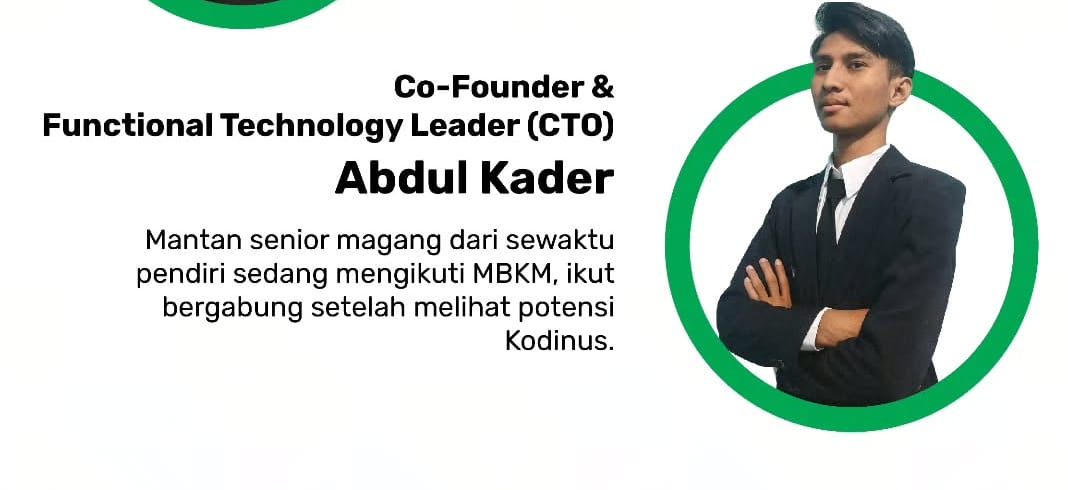 Co-Founder &
Functional Technology Leader (CTO)
Abdul Kader
Mantan senior magang dari sewaktu
pendiri sedang mengikuti MBKM, ikut
bergabung setelah melihat potensi
Kodinus.